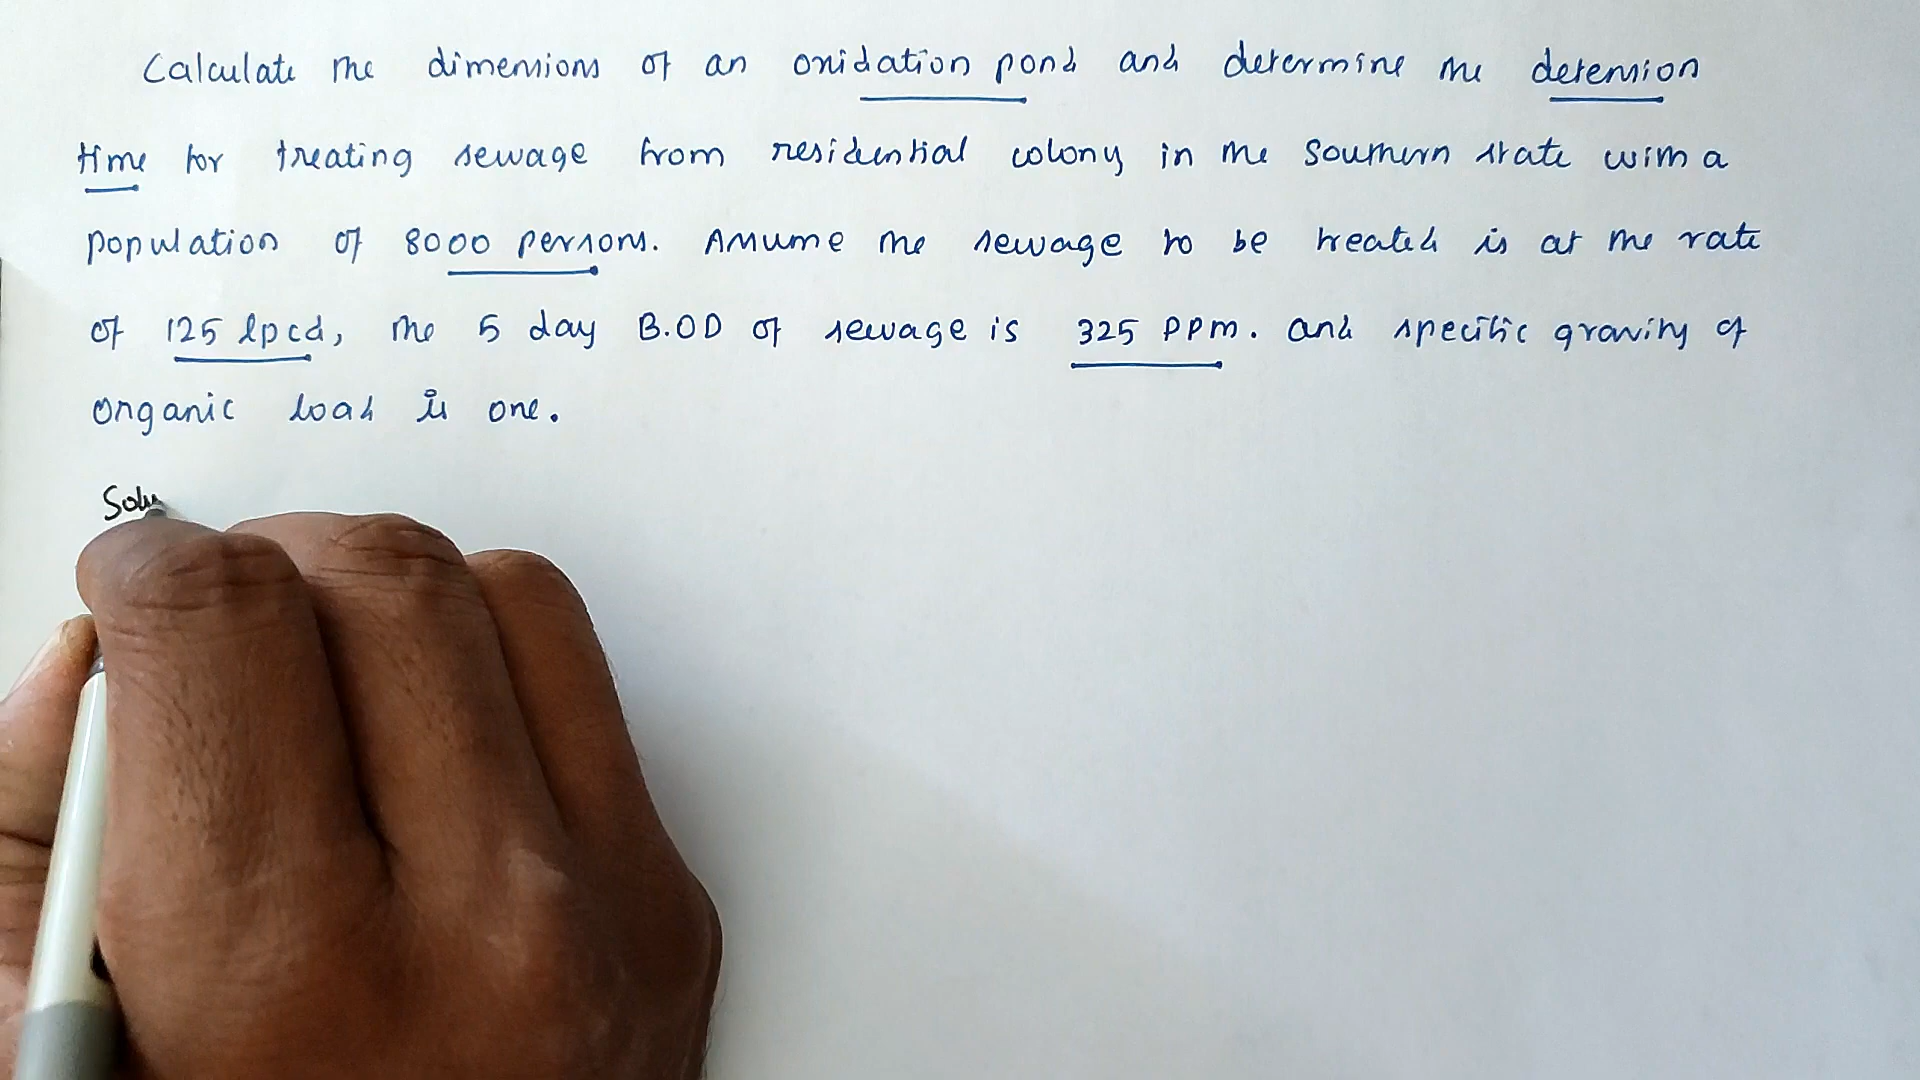 Calculate the dimensions of an oxidation pond and determine the detension
time for treating sewage from residential colony in the Southern state with a
population of 8000 persons. Assume the sewage to be treated is at the rate
of 125 lpcd, the 5 day B.OD of sewage is 325 PPm. and specific gravity of
organic load is one.
Solu